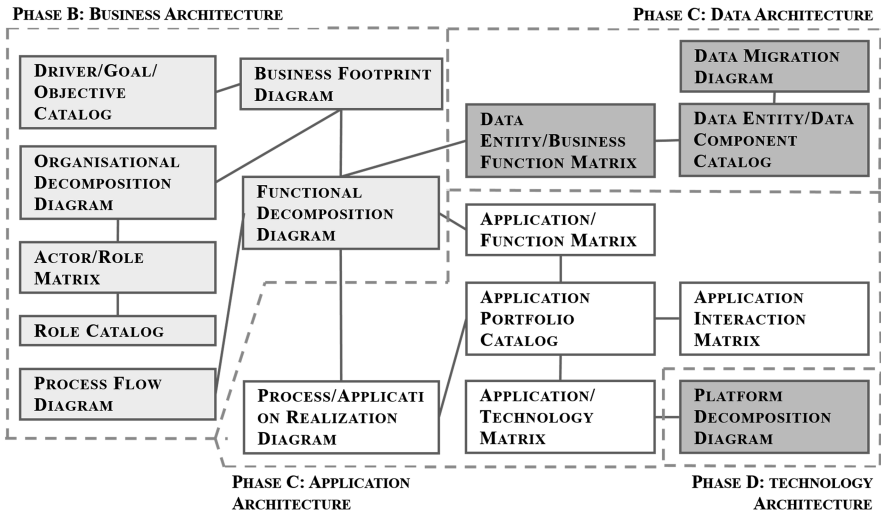 Phase B: Business Architecture
Phase C: Data Architecture
Driver/Goal/
Objective
Catalog
Business Footprint
Diagram
Data Migration
Diagram
Data
Entity/Business
Function Matrix
Data Entity/Data
Component
Catalog
Organisational
Decomposition
Diagram
Functional
Decomposition
Diagram
Application/
Function Matrix
Actor/Role
Matrix
Application
Portfolio
Catalog
Application
Interaction
Matrix
Role Catalog
Process Flow
Diagram
Process/Applicati
on Realization
Diagram
Application/
Technology
Matrix
Platform
Decomposition
Diagram
Phase C: Application
Architecture
Phase D: technology
Architecture